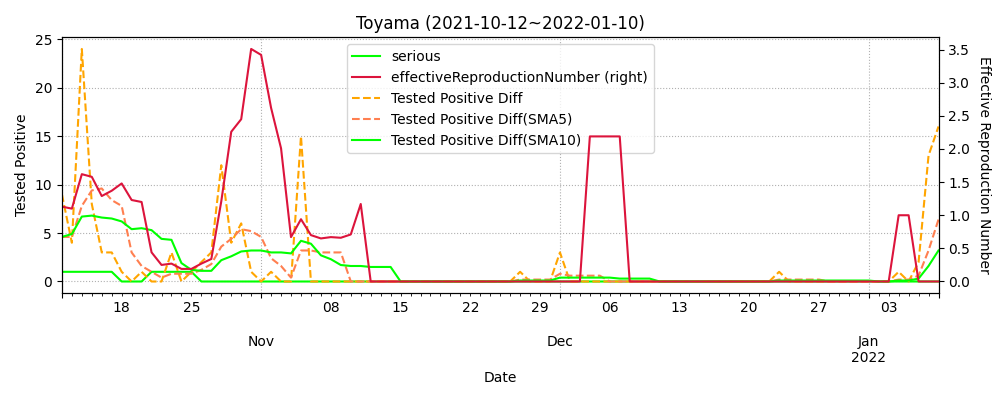 Toyama (2021-10-12~2022-01-10)
serious
effectiveReproductionNumber (right)
Tested Positive Diff
Tested Positive Diff(SMA5)
Tested Positive Diff(SMA10)
Tested Positive
25
20
15
10
5
0
Effective Reproduction Number
3.5
3.0
2.5
2.0
1.5
1.0
0.5
0.0
18 25 08 15 22 29 06 13 20 27 03
Nov Dec Jan
2022
Date